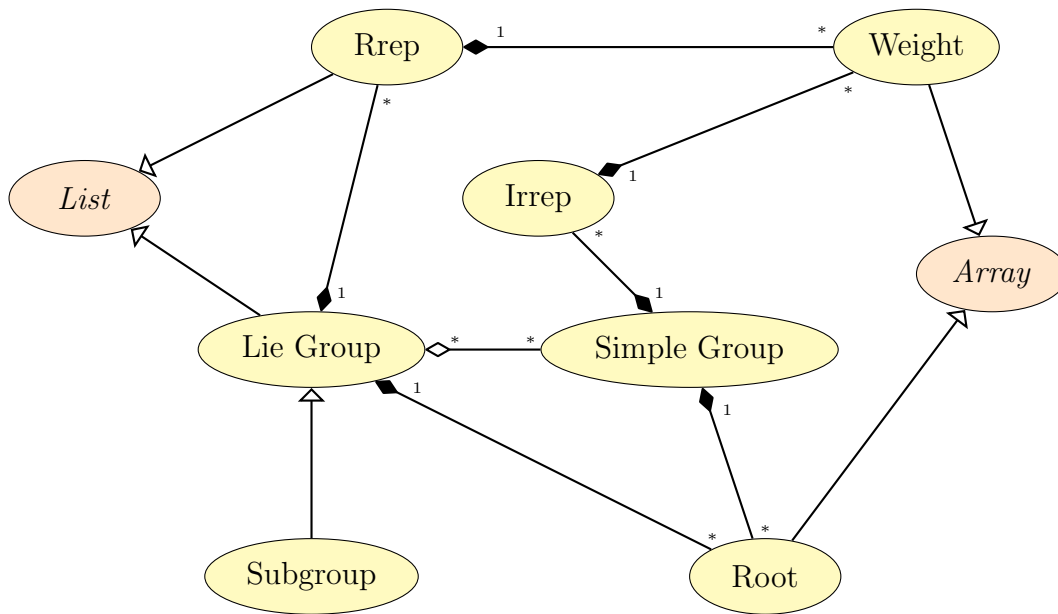 Rrep
1
*
Weight
*
*
1
List
Irrep
*
1
1
Lie Group
*
*
Simple Group
Array
1
1
*
*
Subgroup
Root